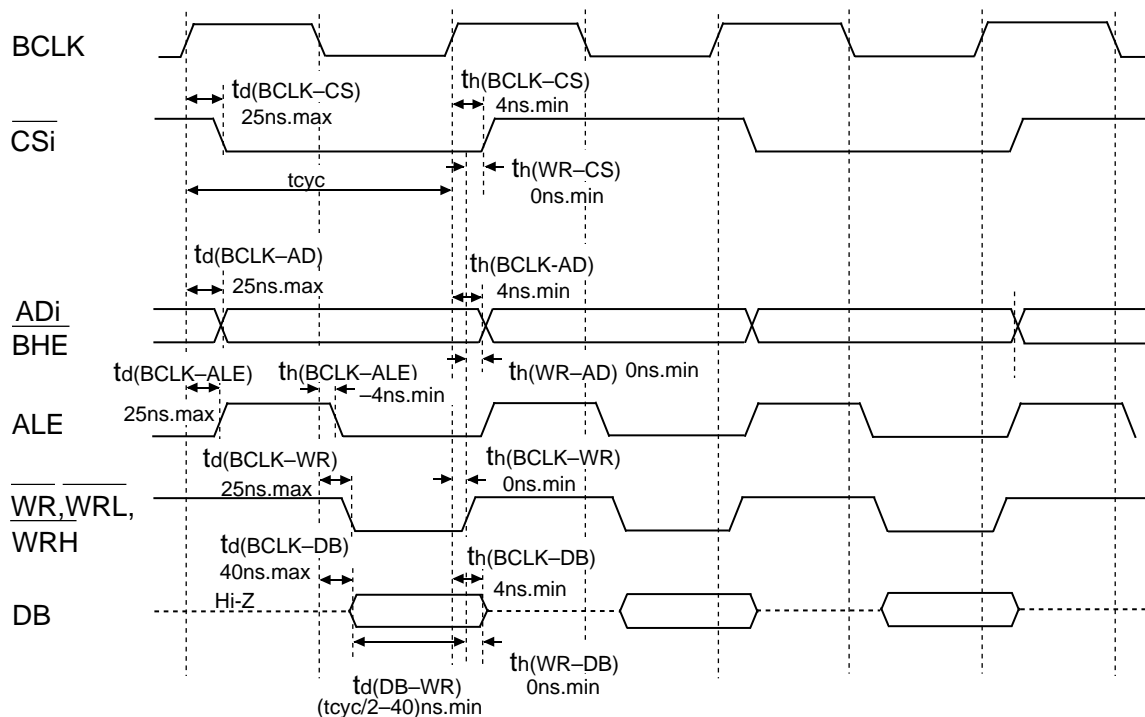 BCLK
td(BCLK–CS)
25ns.max
th(BCLK–CS)
4ns.min
CSi
tcyc
th(WR–CS)
0ns.min
td(BCLK–AD)
25ns.max
th(BCLK-AD)
4ns.min
ADi
BHE
th(WR–AD) 0ns.min
td(BCLK–ALE)
25ns.max
th(BCLK–ALE)
–4ns.min
ALE
td(BCLK–WR)
25ns.max
th(BCLK–WR)
0ns.min
WR,WRL,
WRH
td(BCLK–DB)
40ns.max
th(BCLK–DB)
4ns.min
Hi-Z
DB
th(WR–DB)
0ns.min
td(DB–WR)
(tcyc/2–40)ns.min